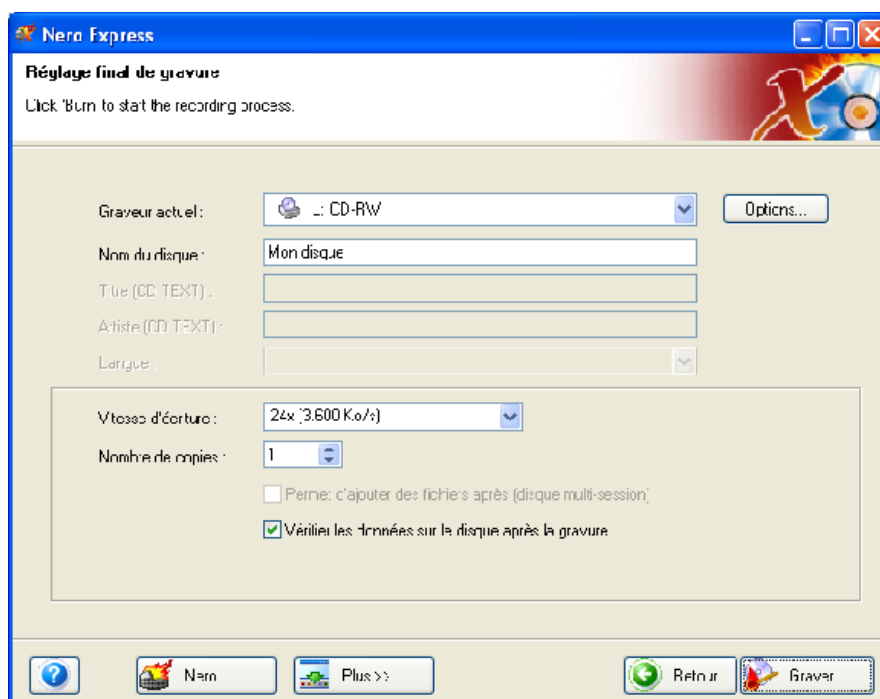 Nero Express
Réglage final de gravure
Click 'Burn' to start the recording process.
Graveur actuel :
: CD-RW
Options...
Nom du disque :
Mon disque
Titre (CD TEXT) :
Artiste (CD TEXT) :
Langue :
Vitesse d'écriture :
24x (3.600 Ko/s)
Nombre de copies :
1
Permet d'ajouter des fichiers après (disque multi-session)
Vérifier les données sur le disque après la gravure
Nero
Plus >>
Retour
Graver